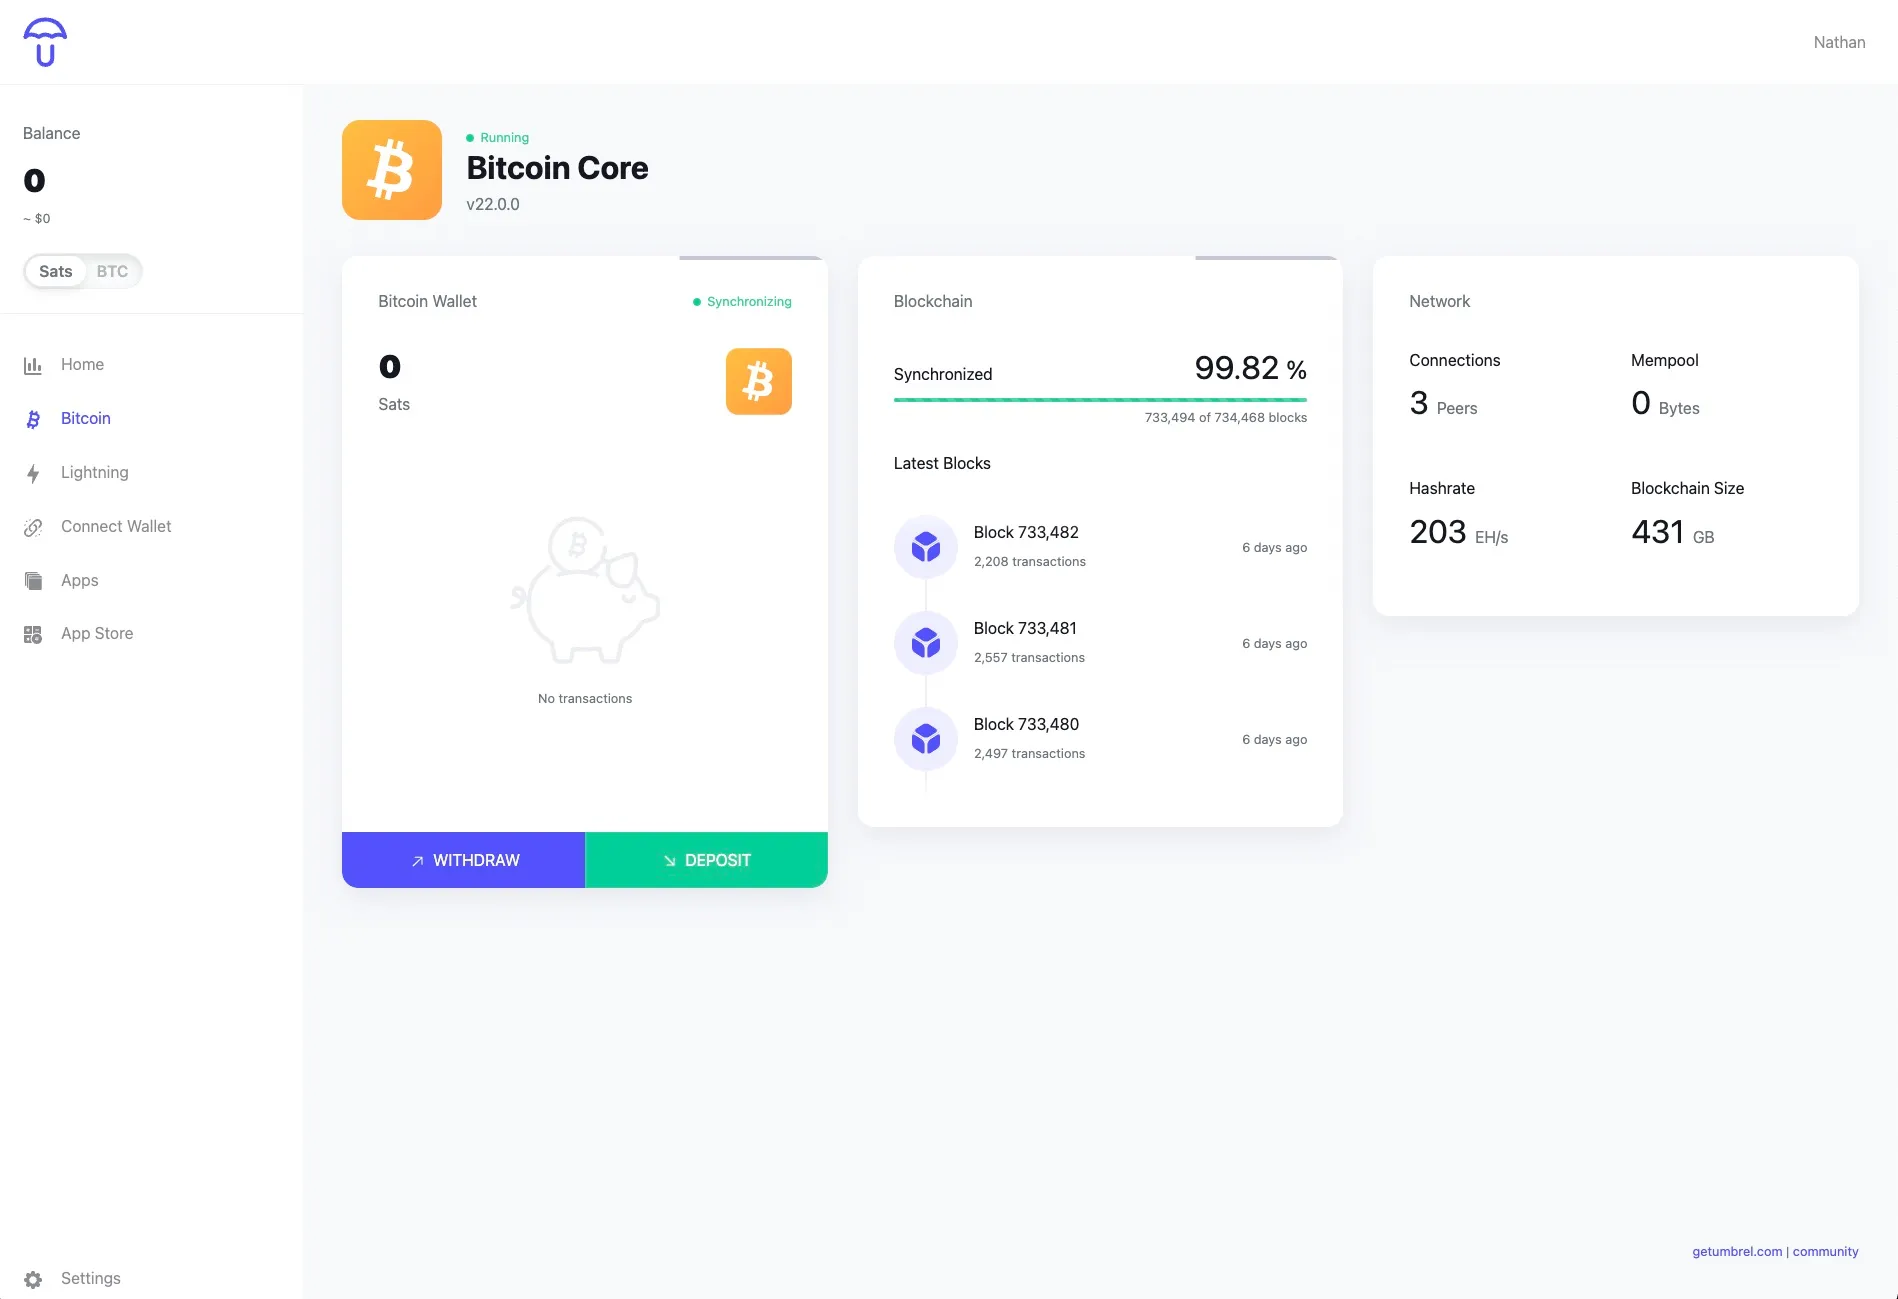 Nathan
Balance
0
~ $0
Sats BTC
Home
Bitcoin
Lightning
Connect Wallet
Apps
App Store
Settings
Running
Bitcoin Core
v22.0.0
Bitcoin Wallet
Synchronizing
0
Sats
No transactions
WITHDRAW
DEPOSIT
Blockchain
Synchronized 99.82 %
733,494 of 734,468 blocks
Latest Blocks
Block 733,482
2,208 transactions
6 days ago
Block 733,481
2,557 transactions
6 days ago
Block 733,480
2,497 transactions
6 days ago
Network
Connections
3 Peers
Mempool
0 Bytes
Hashrate
203 EH/s
Blockchain Size
431 GB
getumbrel.com | community